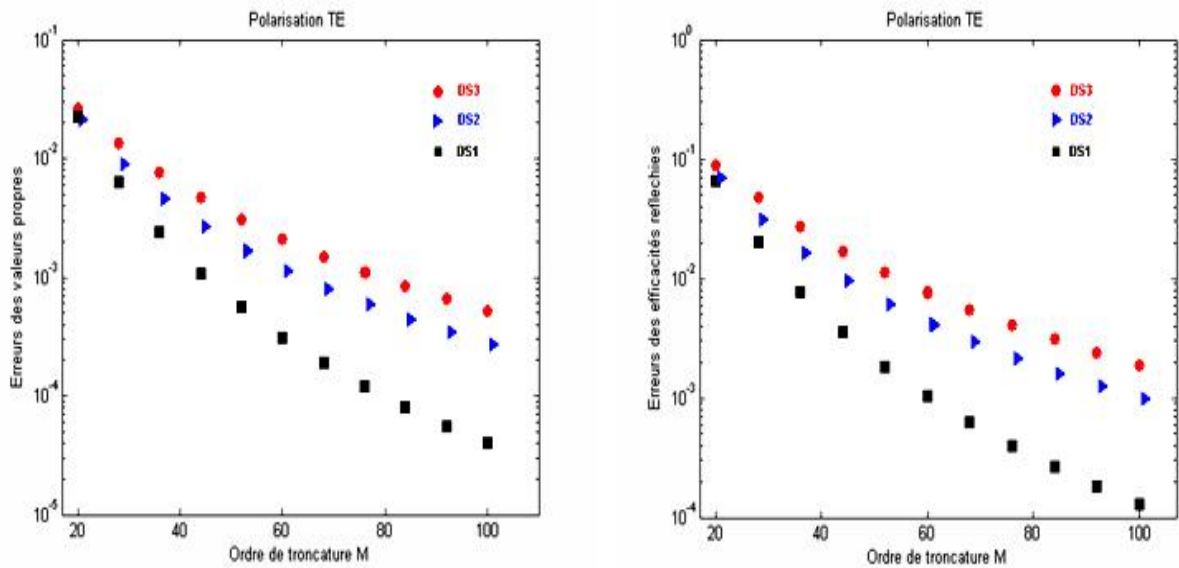 Polarisation TE
Erreurs des valeurs propres
10^-1
10^-2
10^-3
10^-4
10^-5
DS3
DS2
DS1
20 40 60 80 100
Ordre de troncature M
Polarisation TE
Erreurs des efficacités reflechies
10^0
10^-1
10^-2
10^-3
10^-4
DS3
DS2
DS1
20 40 60 80 100
Ordre de troncature M